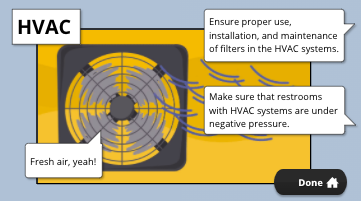 HVAC
Ensure proper use,
installation, and maintenance
of filters in the HVAC systems.
Make sure that restrooms
with HVAC systems are under
negative pressure.
Fresh air, yeah!
Done